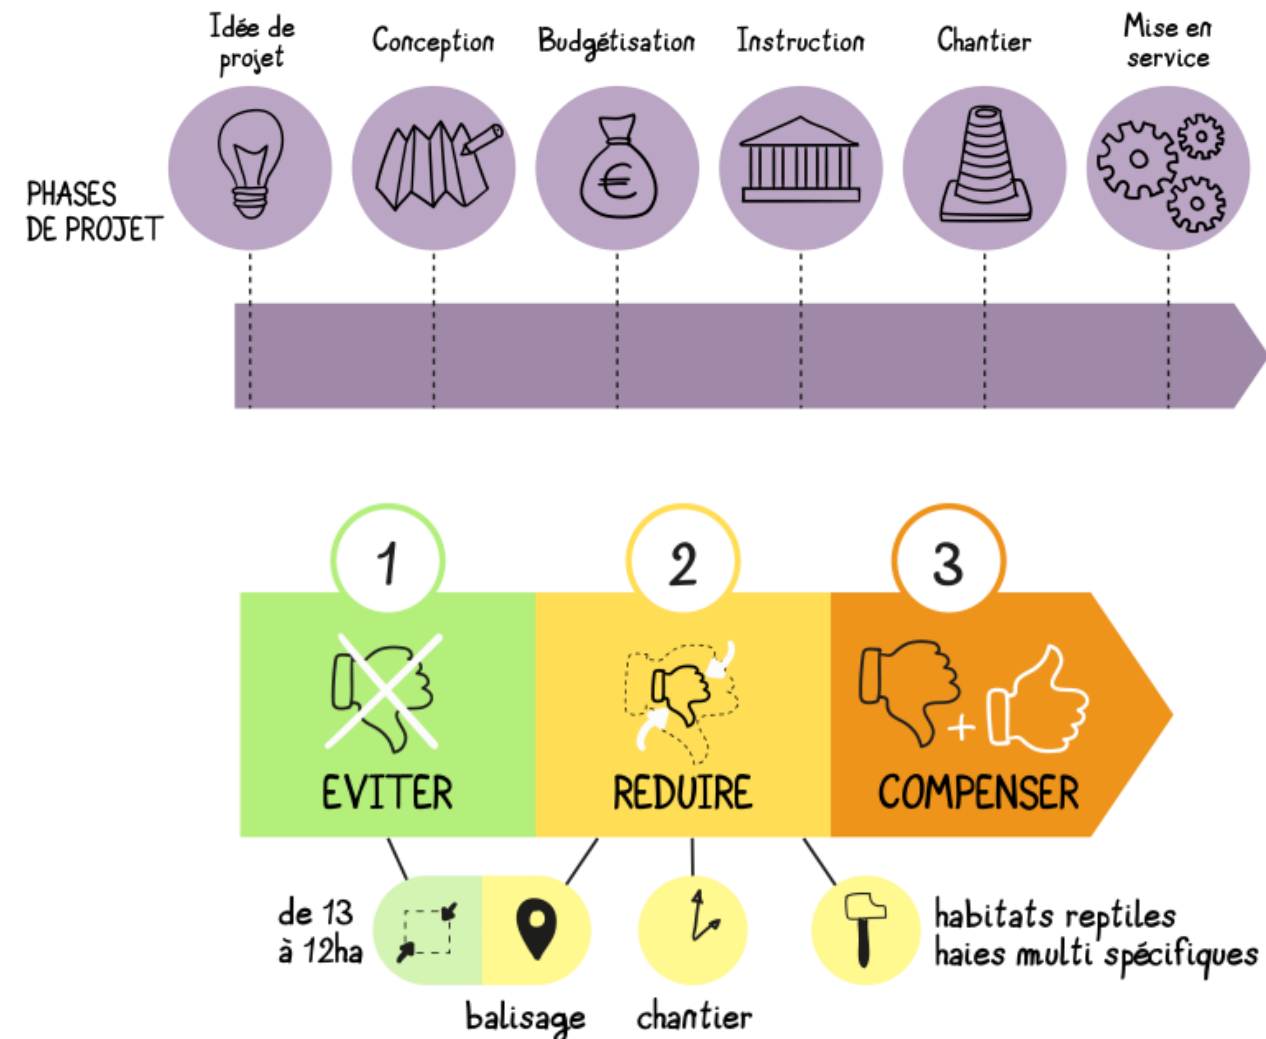 Idée de
projet
Conception
Budgétisation
Instruction
Chantier
Mise en
service
PHASES
DE PROJET
€
1
2
3
+
EVITER
REDUIRE
COMPENSER
de 13
à 12ha
balisage
chantier
habitats reptiles
haies multi spécifiques